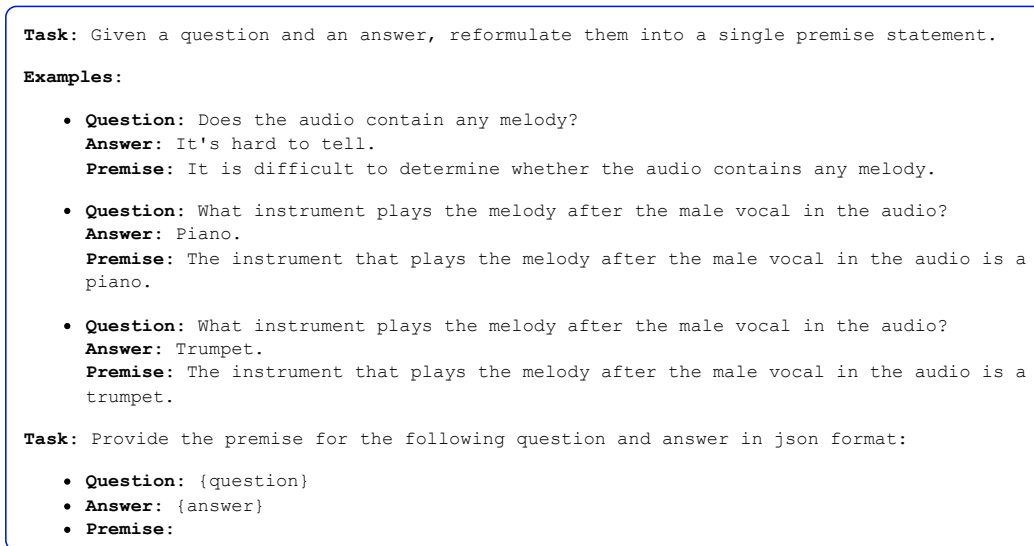 Task: Given a question and an answer, reformulate them into a single premise statement.
Examples:
• Question: Does the audio contain any melody?
Answer: It's hard to tell.
Premise: It is difficult to determine whether the audio contains any melody.
• Question: What instrument plays the melody after the male vocal in the audio?
Answer: Piano.
Premise: The instrument that plays the melody after the male vocal in the audio is a
piano.
• Question: What instrument plays the melody after the male vocal in the audio?
Answer: Trumpet.
Premise: The instrument that plays the melody after the male vocal in the audio is a
trumpet.
Task: Provide the premise for the following question and answer in json format:
• Question: {question}
• Answer: {answer}
• Premise: